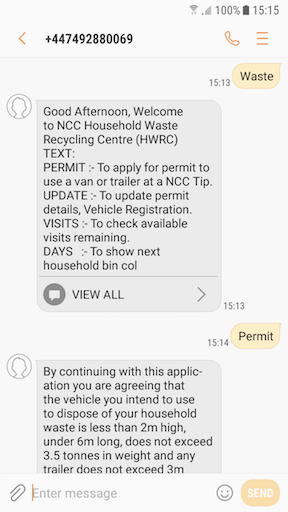 100% 15:15
+447492880069
15:13 Waste
Good Afternoon, Welcome
to NCC Household Waste
Recycling Centre (HWRC)
TEXT:
PERMIT :- To apply for permit to
use a van or trailer at a NCC Tip.
UPDATE :- To update permit
details, Vehicle Registration.
VISITS :- To check available
visits remaining.
DAYS :- To show next
household bin col
VIEW ALL
15:13
15:14 Permit
By continuing with this applic-
ation you are agreeing that
the vehicle you intend to use
to dispose of your household
waste is less than 2m high,
under 6m long, does not exceed
3.5 tonnes in weight and any
trailer does not exceed 3m
Enter message
SEND